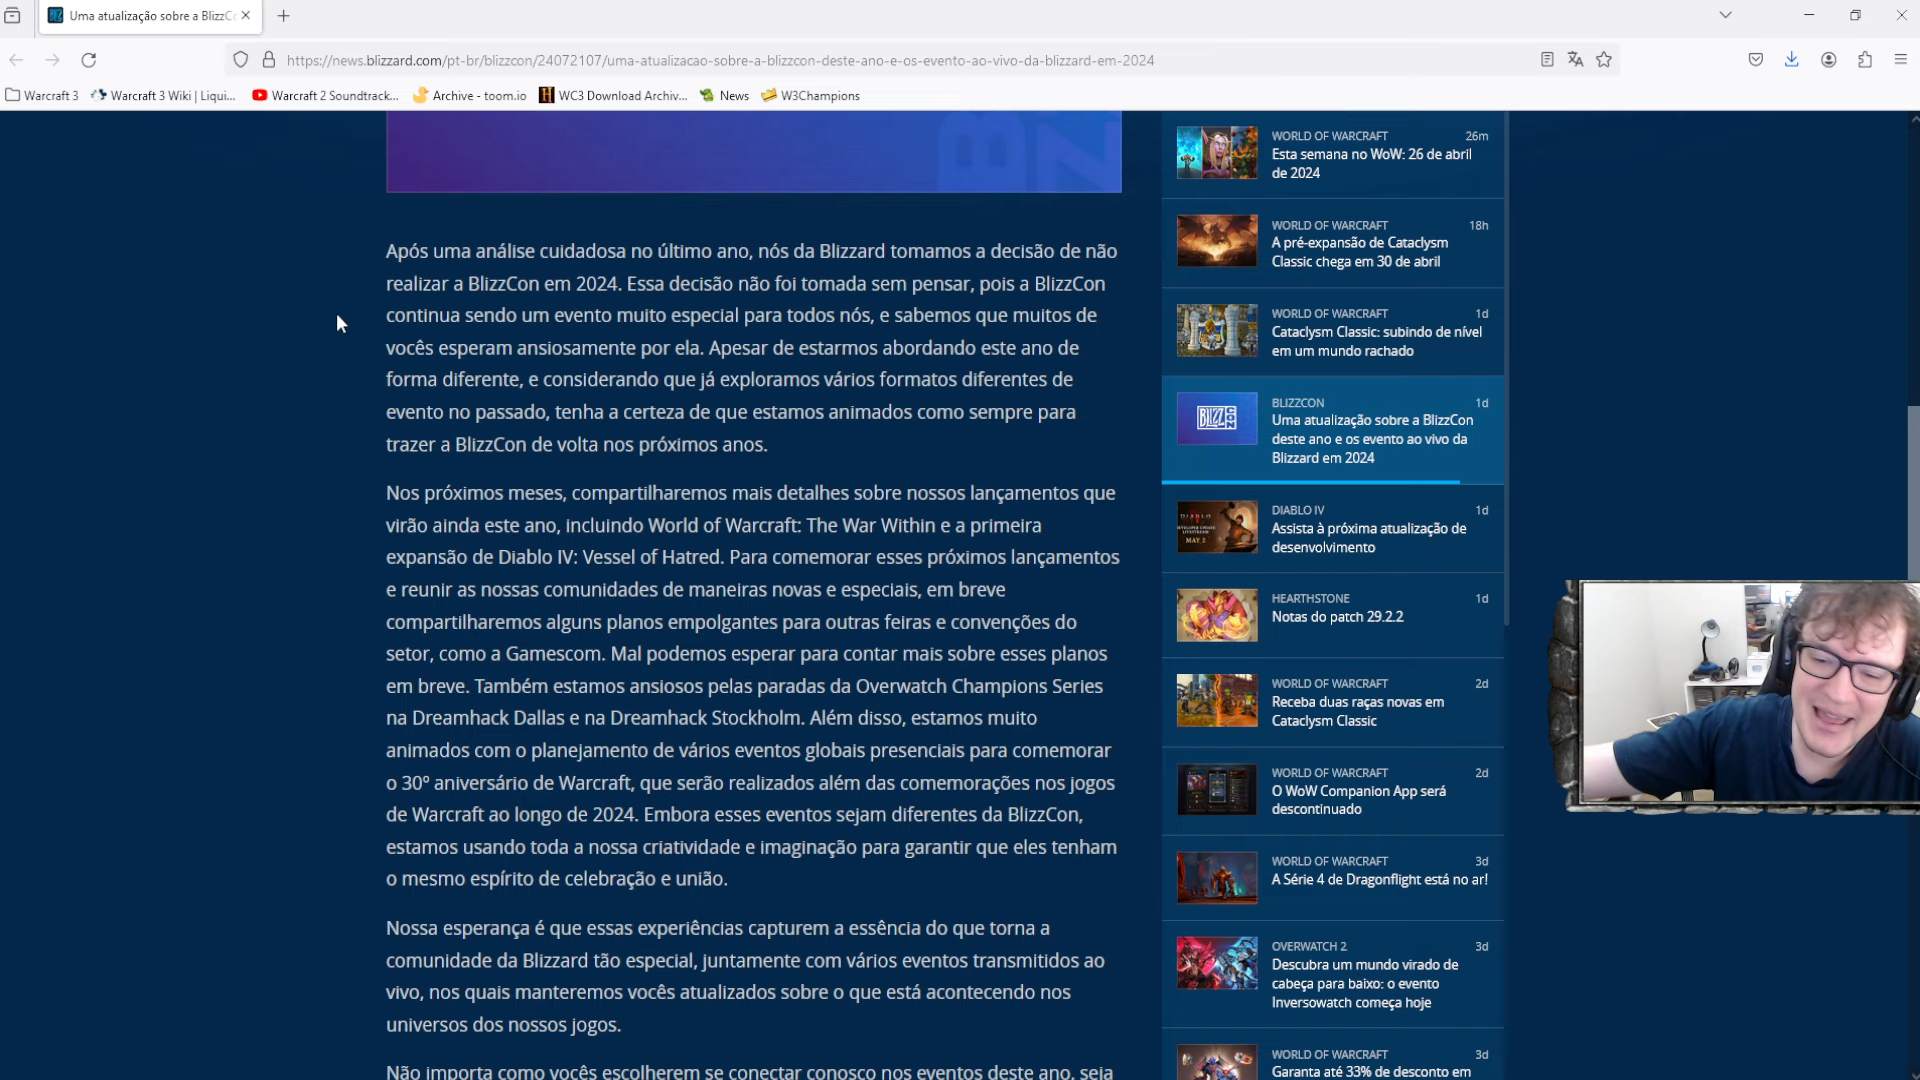 Uma atualização sobre a BlizzC
https://news.blizzard.com/pt-br/blizzcon/24072107/uma-atualizacao-sobre-a-blizzcon-deste-ano-e-os-evento-ao-vivo-da-blizzard-em-2024
Warcraft 3
Warcraft 3 Wiki | Liqui...
Warcraft 2 Soundtrack...
Archive - toom.io
WC3 Download Archiv...
News
W3Champions
Após uma análise cuidadosa no último ano, nós da Blizzard tomamos a decisão de não
realizar a BlizzCon em 2024. Essa decisão não foi tomada sem pensar, pois a BlizzCon
continua sendo um evento muito especial para todos nós, e sabemos que muitos de
vocês esperam ansiosamente por ela. Apesar de estarmos abordando este ano de
forma diferente, e considerando que já exploramos vários formatos diferentes de
evento no passado, tenha a certeza de que estamos animados como sempre para
trazer a BlizzCon de volta nos próximos anos.
Nos próximos meses, compartilharemos mais detalhes sobre nossos lançamentos que
virão ainda este ano, incluindo World of Warcraft: The War Within e a primeira
expansão de Diablo IV: Vessel of Hatred. Para comemorar esses próximos lançamentos
e reunir as nossas comunidades de maneiras novas e especiais, em breve
compartilharemos alguns planos empolgantes para outras feiras e convenções do
setor, como a Gamescom. Mal podemos esperar para contar mais sobre esses planos
em breve. Também estamos ansiosos pelas paradas da Overwatch Champions Series
na Dreamhack Dallas e na Dreamhack Stockholm. Além disso, estamos muito
animados com o planejamento de vários eventos globais presenciais para comemorar
o 30º aniversário de Warcraft, que serão realizados além das comemorações nos jogos
de Warcraft ao longo de 2024. Embora esses eventos sejam diferentes da BlizzCon,
estamos usando toda a nossa criatividade e imaginação para garantir que eles tenham
o mesmo espírito de celebração e união.
Nossa esperança é que essas experiências capturem a essência do que torna a
comunidade da Blizzard tão especial, juntamente com vários eventos transmitidos ao
vivo, nos quais manteremos vocês atualizados sobre o que está acontecendo nos
universos dos nossos jogos.
Não importa como vocês escolherem se conectar conosco nos eventos deste ano, seja
WORLD OF WARCRAFT 26m
Esta semana no WoW: 26 de abril
de 2024
WORLD OF WARCRAFT 18h
A pré-expansão de Cataclysm
Classic chega em 30 de abril
WORLD OF WARCRAFT 1d
Cataclysm Classic: subindo de nível
em um mundo rachado
BLIZZ
CON
BLIZZCON 1d
Uma atualização sobre a BlizzCon
deste ano e os evento ao vivo da
Blizzard em 2024
DIABLO
MAY 2
DIABLO IV 1d
Assista à próxima atualização de
desenvolvimento
HEARTHSTONE 1d
Notas do patch 29.2.2
WORLD OF WARCRAFT 2d
Receba duas raças novas em
Cataclysm Classic
WORLD OF WARCRAFT 2d
O WoW Companion App será
descontinuado
WORLD OF WARCRAFT 3d
A Série 4 de Dragonflight está no ar!
OVERWATCH 2 3d
Descubra um mundo virado de
cabeça para baixo: o evento
Inversowatch começa hoje
WORLD OF WARCRAFT 3d
Garanta até 33% de desconto em